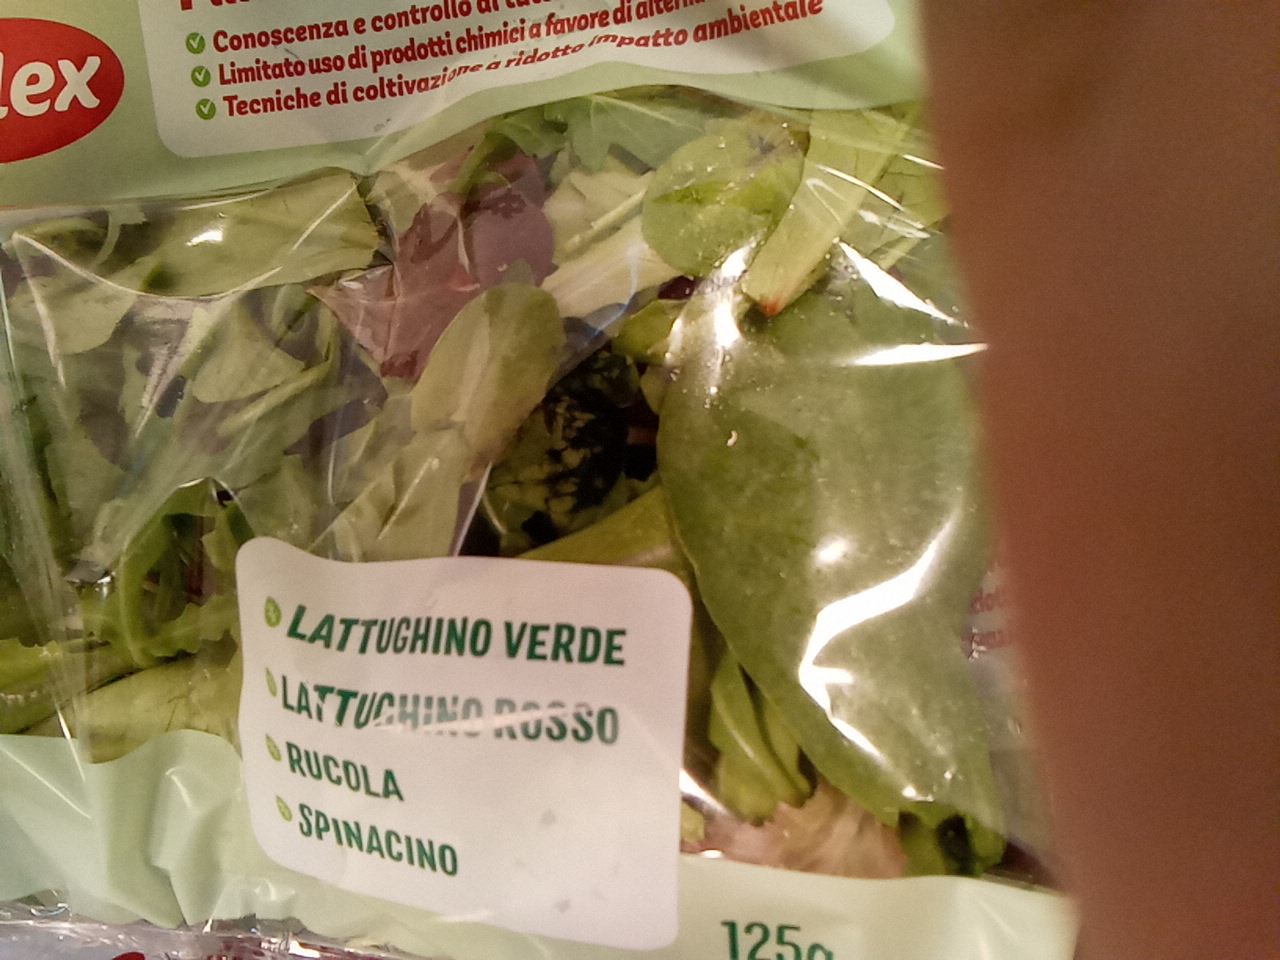 lex
Conoscenza e controllo di
Limitato uso di prodotti chimici a favore di
Tecniche di coltivazione a ridotto impatto ambientale
LATTUGHINO VERDE
LATTUGHINO ROSSO
RUCOLA
SPINACINO
125g